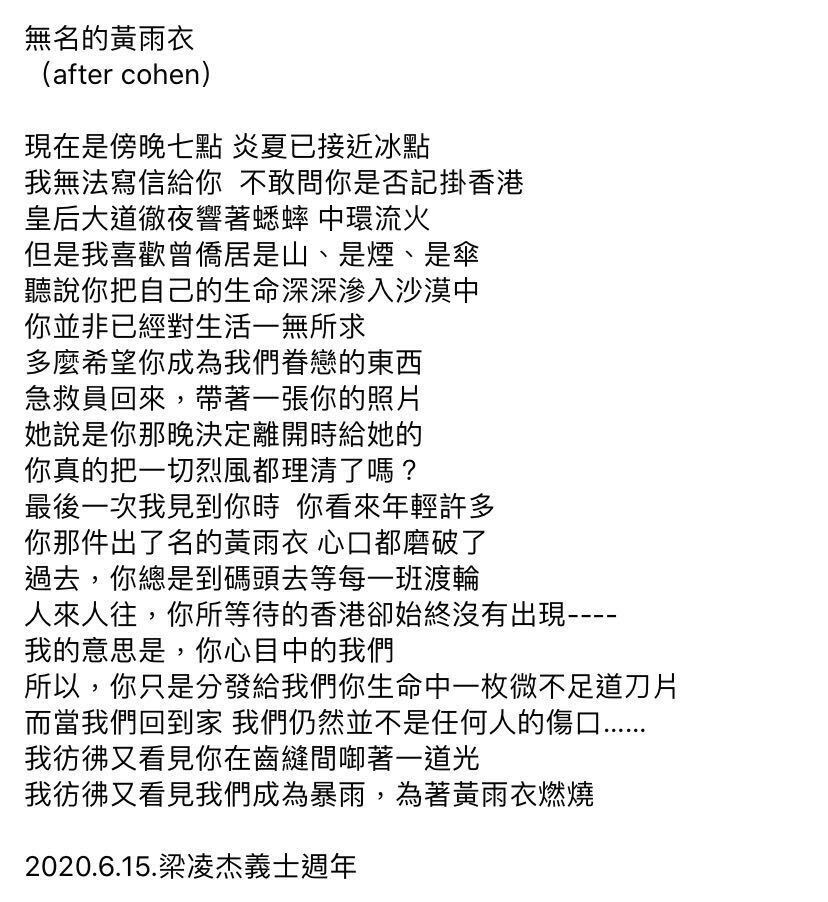 無名的黃雨衣
（after cohen）
現在是傍晚七點 炎夏已接近冰點
我無法寫信給你 不敢問你是否記掛香港
皇后大道徹夜響著蟋蟀 中環流火
但是我喜歡曾僑居是山、是煙、是傘
聽說你把自己的生命深深滲入沙漠中
你並非已經對生活一無所求
多麼希望你成為我們眷戀的東西
急救員回來，帶著一張你的照片
她說是你那晚決定離開時給她的
你真的把一切烈風都理清了嗎？
最後一次我見到你時 你看來年輕許多
你那件出了名的黃雨衣 心口都磨破了
過去，你總是到碼頭去等每一班渡輪
人來人往，你所等待的香港卻始終沒有出現----
我的意思是，你心目中的我們
所以，你只是分發給我們你生命中一枚微不足道刀片
而當我們回到家 我們仍然並不是任何人的傷口……
我彷彿又看見你在齒縫間啣著一道光
我彷彿又看見我們成為暴雨，為著黃雨衣燃燒
2020.6.15.梁凌杰義士週年